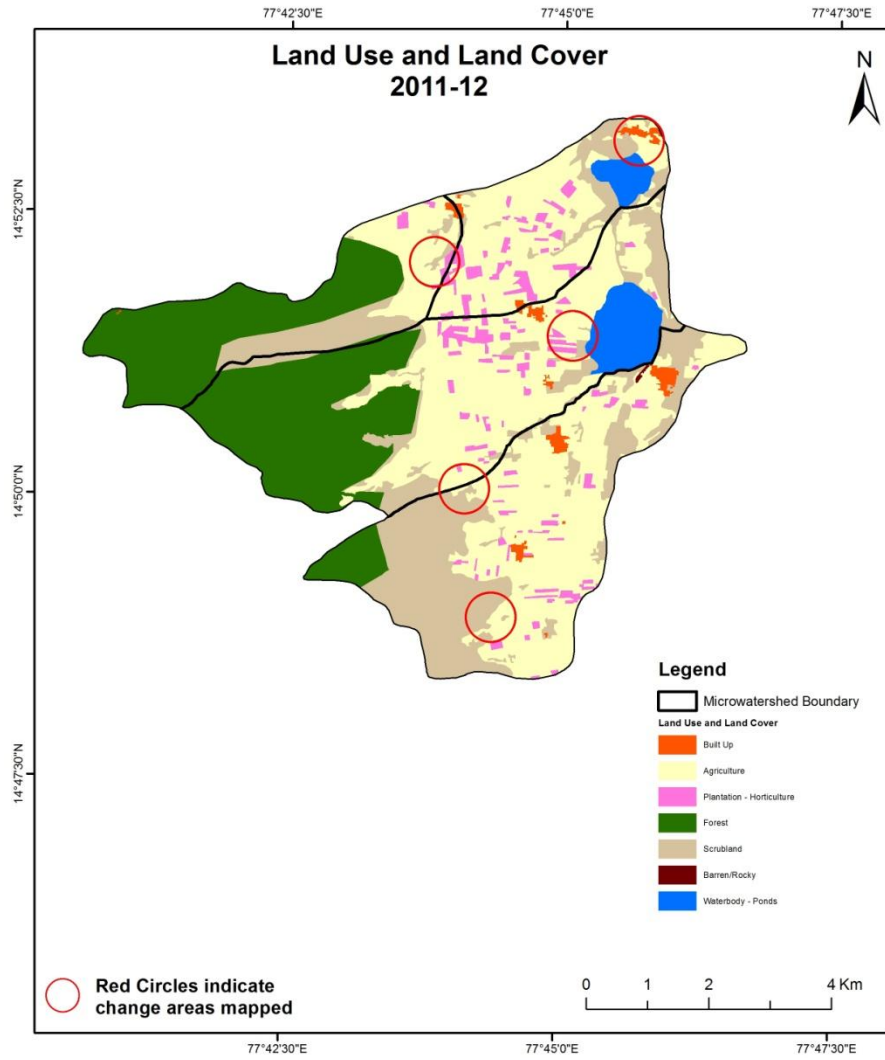 77°42'30"E 77°45'0"E 77°47'30"E
Land Use and Land Cover
2011-12
N
14°52'30"N
14°50'0"N
14°47'30"N
Legend
Microwatershed Boundary
Land Use and Land Cover
Built Up
Agriculture
Plantation - Horticulture
Forest
Scrubland
Barren/Rocky
Waterbody - Ponds
Red Circles indicate
change areas mapped
0 1 2 4 Km
77°42'30"E 77°45'0"E 77°47'30"E